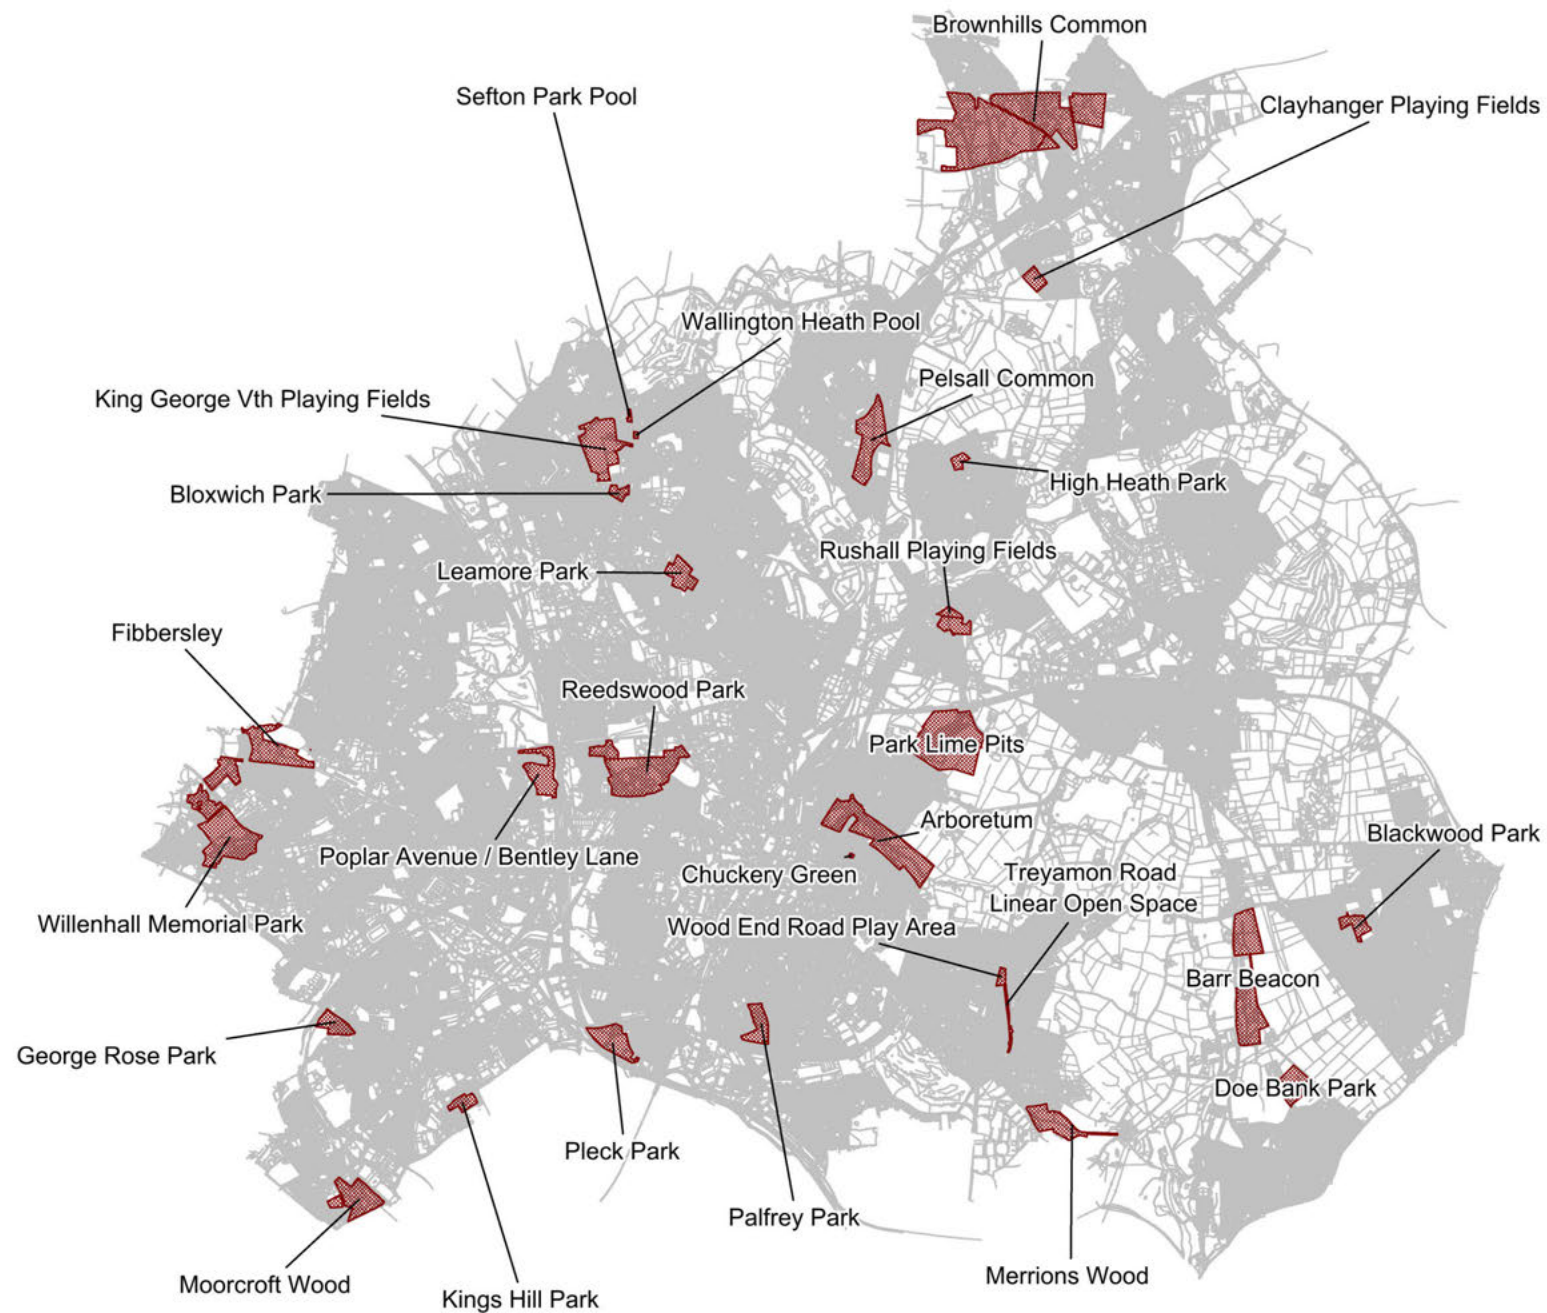 Brownhills Common
Sefton Park Pool
Clayhanger Playing Fields
Wallington Heath Pool
Pelsall Common
King George Vth Playing Fields
High Heath Park
Bloxwich Park
Rushall Playing Fields
Leamore Park
Fibbersley
Reedswood Park
Park Lime Pits
Arboretum
Blackwood Park
Poplar Avenue / Bentley Lane
Chuckery Green
Treyamon Road
Linear Open Space
Willenhall Memorial Park
Wood End Road Play Area
Barr Beacon
George Rose Park
Doe Bank Park
Pleck Park
Palfrey Park
Moorcroft Wood
Merrions Wood
Kings Hill Park